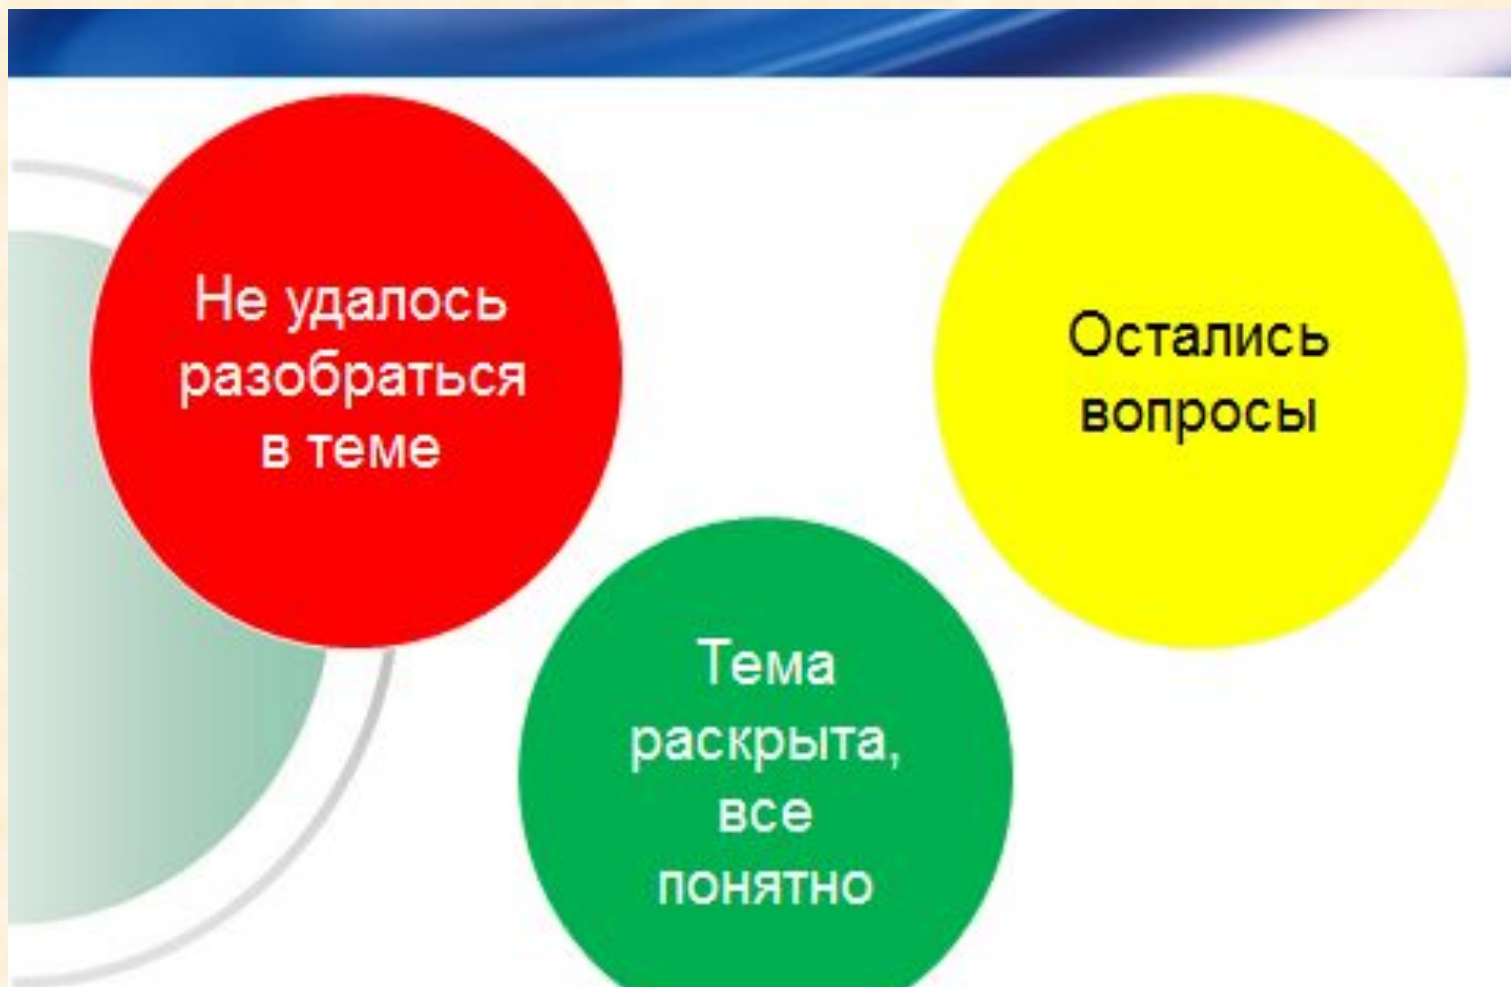 Не удалось
разобраться
в теме
Остались
вопросы
Тема
раскрыта,
все
понятно